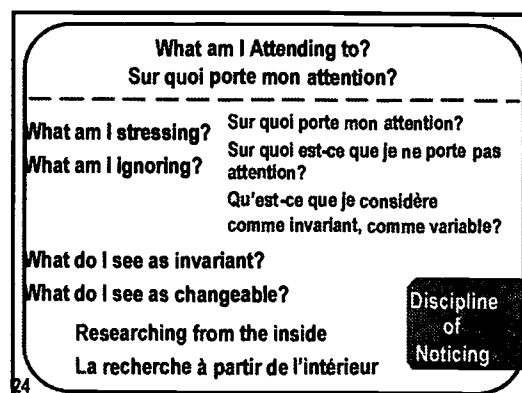 What am I Attending to?
Sur quoi porte mon attention?
What am I stressing?
What am I ignoring?
Sur quoi porte mon attention?
Sur quoi est-ce que je ne porte pas
attention?
Qu'est-ce que je considère
comme invariant, comme variable?
What do I see as invariant?
What do I see as changeable?
Researching from the inside
La recherche à partir de l'intérieur
Discipline
of
Noticing
24